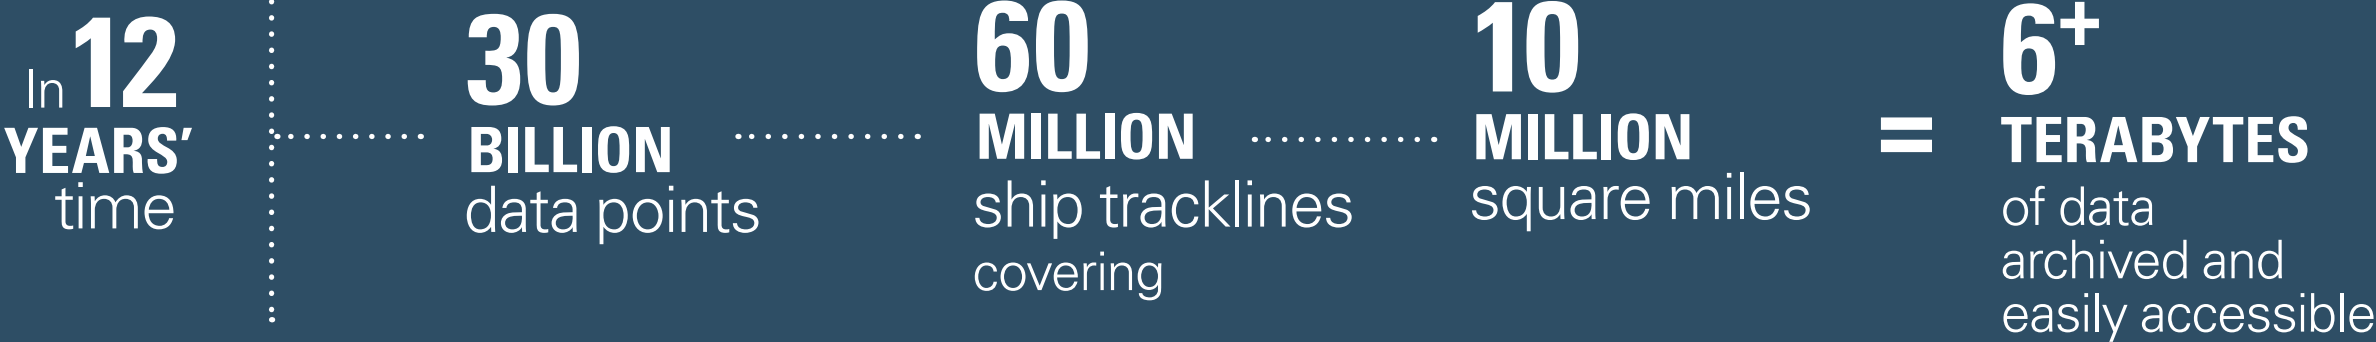 In 12
YEARS’
time
30
BILLION
data points
60
MILLION
ship tracklines
covering
10
MILLION
square miles
=
6+
TERABYTES
of data
archived and
easily accessible